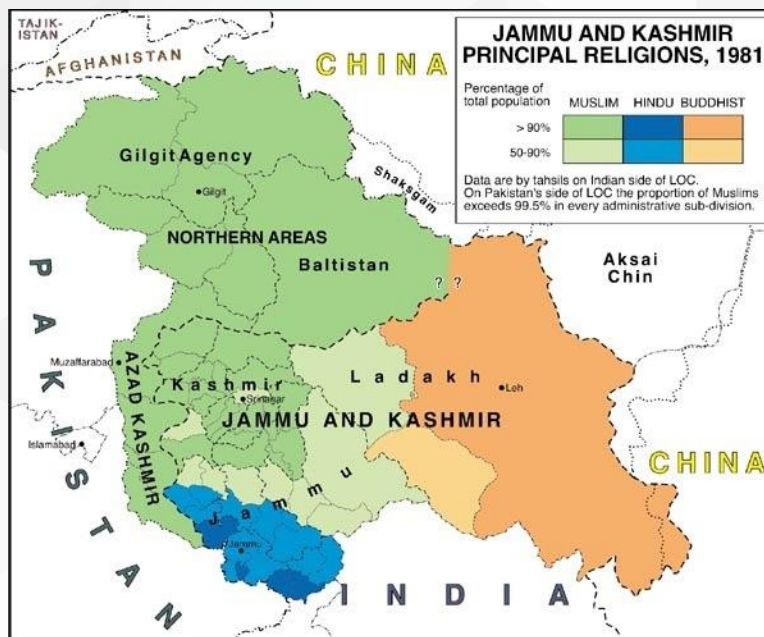 JAMMU AND KASHMIR
PRINCIPAL RELIGIONS, 1981
Percentage of
total population
MUSLIM HINDU BUDDHIST
> 90%
50-90%
Data are by tahsils on Indian side of LOC.
On Pakistan's side of LOC the proportion of Muslims
exceeds 99.5% in every administrative sub-division.
TAJIK-
ISTAN
AFGHANISTAN
CHINA
Gilgit Agency
Gilgit
Shaksgam
NORTHERN AREAS
Baltistan
? ?
Aksai
Chin
PAKISTAN
Muzaffarabad
AZAD KASHMIR
Kashmir
Srinagar
Ladakh
Leh
JAMMU AND KASHMIR
Islamabad
CHINA
Jammu
Jammu
INDIA